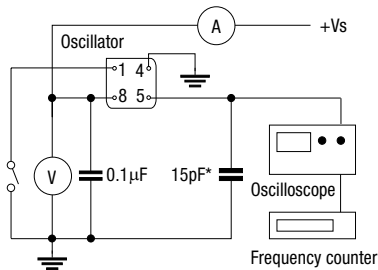 A
+Vs
Oscillator
1 4
8 5
V
0.1µF
15pF*
Oscilloscope
Frequency counter